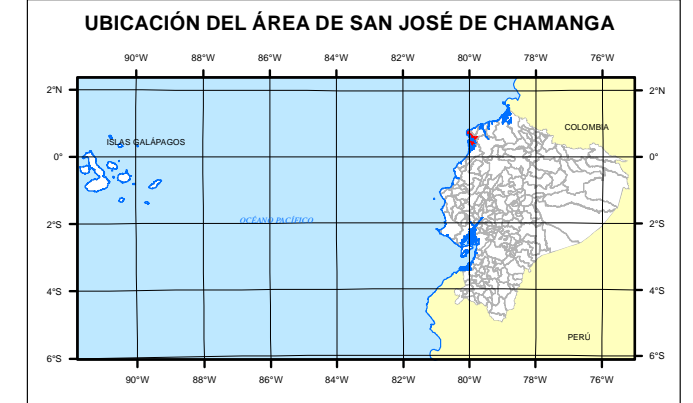 UBICACIÓN DEL ÁREA DE SAN JOSÉ DE CHAMANGA
90°W 88°W 86°W 84°W 82°W 80°W 78°W 76°W
2°N 2°N
COLOMBIA
ISLAS GALÁPAGOS
0° 0°
OCÉANO PACÍFICO
2°S 2°S
4°S 4°S
PERÚ
6°S 6°S
90°W 88°W 86°W 84°W 82°W 80°W 78°W 76°W